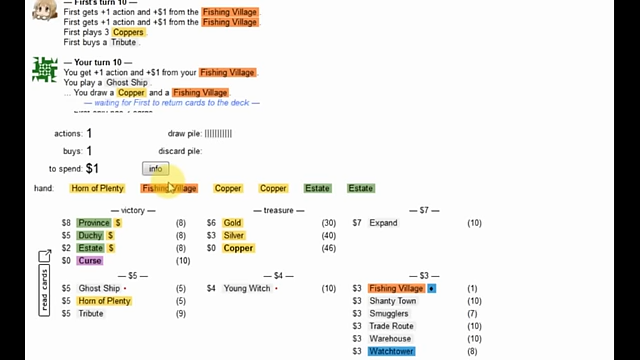 — First's turn 10 —
First gets +1 action and +$1 from the Fishing Village.
First gets +1 action and +$1 from the Fishing Village.
First plays 3 Coppers.
First buys a Tribute.
— Your turn 10 —
You get +1 action and +$1 from your Fishing Village.
You play a Ghost Ship.
... You draw a Copper and a Fishing Village.
— waiting for First to return cards to the deck —
actions: 1 draw pile: |||||||||||
buys: 1 discard pile:
to spend: $1 info
hand: Horn of Plenty Fishing Village Copper Copper Estate Estate
— victory — — treasure — — $7 —
$8 Province $ (8) $6 Gold (30) $7 Expand (10)
$5 Duchy $ (8) $3 Silver (40)
$2 Estate $ (8) $0 Copper (46)
$0 Curse (10)
— $5 — — $4 — — $3 —
$5 Ghost Ship (5) $4 Young Witch (10) $3 Fishing Village (1)
$5 Horn of Plenty (5) $3 Shanty Town (10)
$5 Tribute (9) $3 Smugglers (7)
$3 Trade Route (10)
$3 Warehouse (10)
$3 Watchtower (8)
read cards